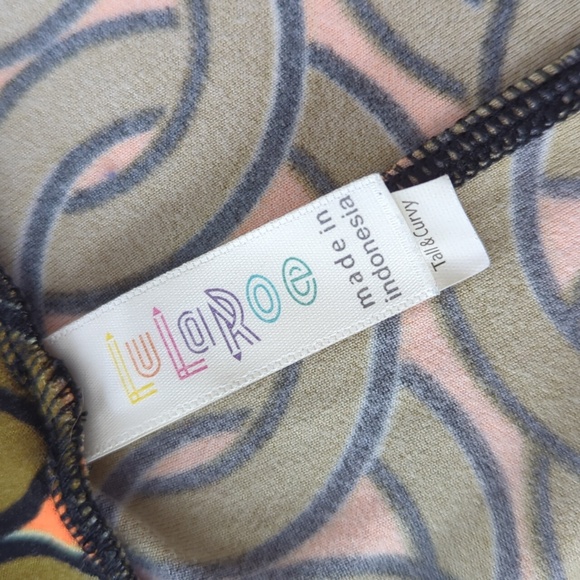 LuLaRoe
made in
indonesia
Tall & Curvy